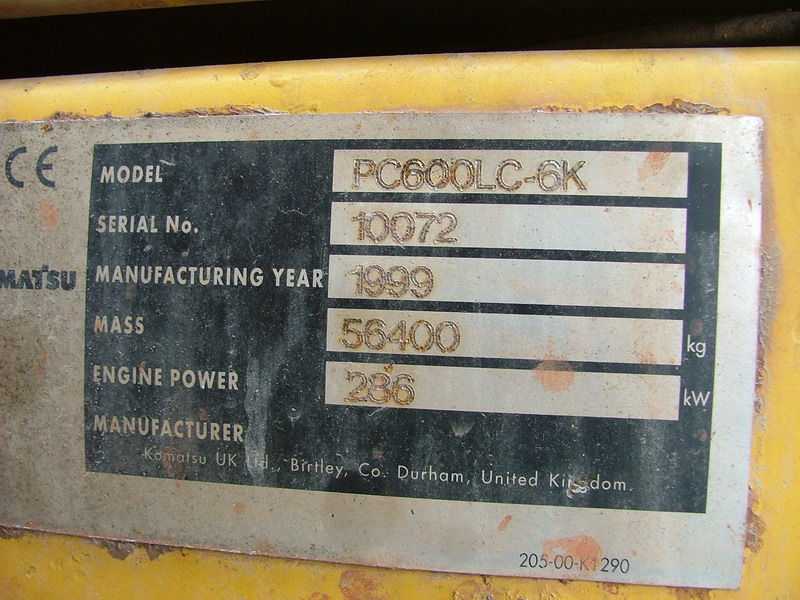 CE
MATSU
MODEL PC600LC-6K
SERIAL No. 10072
MANUFACTURING YEAR 1999
MASS 56400 kg
ENGINE POWER 286 kW
MANUFACTURER
Komatsu UK Ltd., Birtley, Co. Durham, United Kingdom.
205-00-K1290